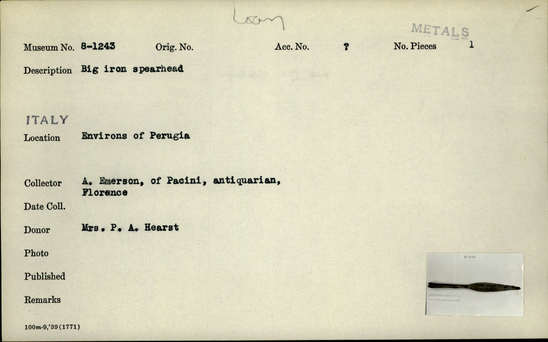 Loan
METALS
Museum No. 8-1243 Orig. No. Acc. No. ? No. Pieces 1
Description Big iron spearhead
ITALY
Location Environs of Perugia
Collector A. Emerson, of Pacini, antiquarian,
Florence
Date Coll.
Donor Mrs. P. A. Hearst
Photo
Published
Remarks
100m-9,'39(1771)